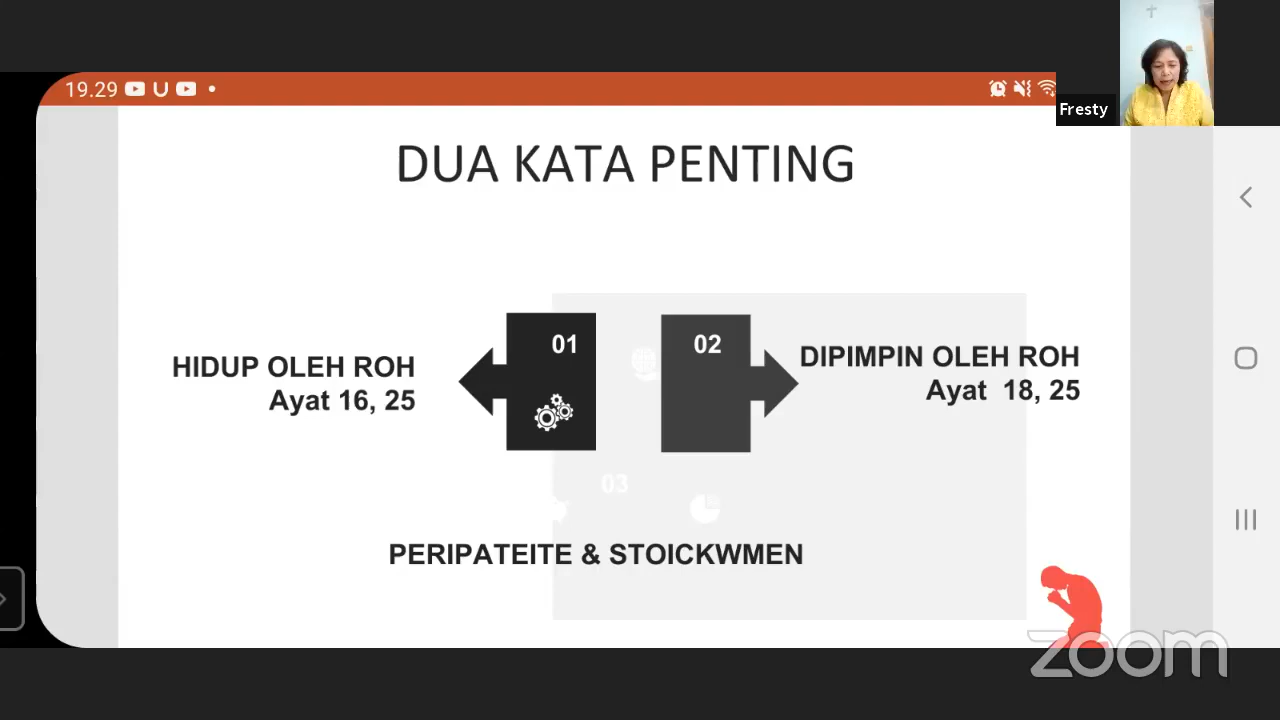 19.29
Fresty
DUA KATA PENTING
01
02
HIDUP OLEH ROH
Ayat 16, 25
DIPIMPIN OLEH ROH
Ayat 18, 25
03
PERIPATEITE & STOICKWMEN
zoom